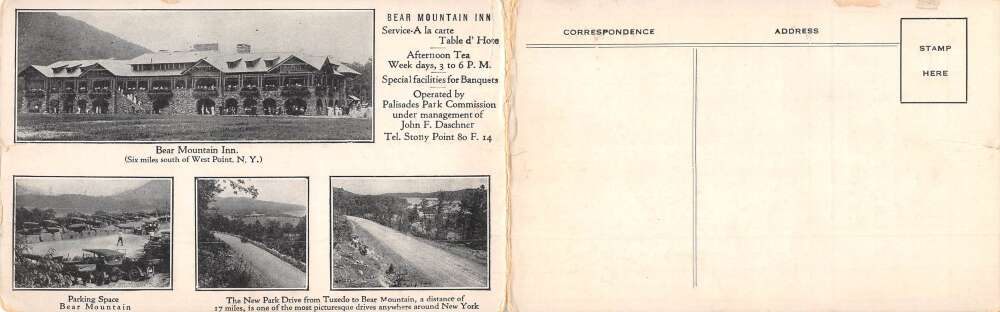 BEAR MOUNTAIN INN
Service-A la carte
Table d' Hote
Afternoon Tea
Week days, 3 to 6 P. M.
Special facilities for Banquets
Operated by
Palisades Park Commission
under management of
John F. Daschner
Tel. Stony Point 80 F. 14
Bear Mountain Inn.
(Six miles south of West Point, N. Y.)
Parking Space
Bear Mountain
The New Park Drive from Tuxedo to Bear Mountain, a distance of
17 miles, is one of the most picturesque drives anywhere around New York
CORRESPONDENCE
ADDRESS
STAMP
HERE